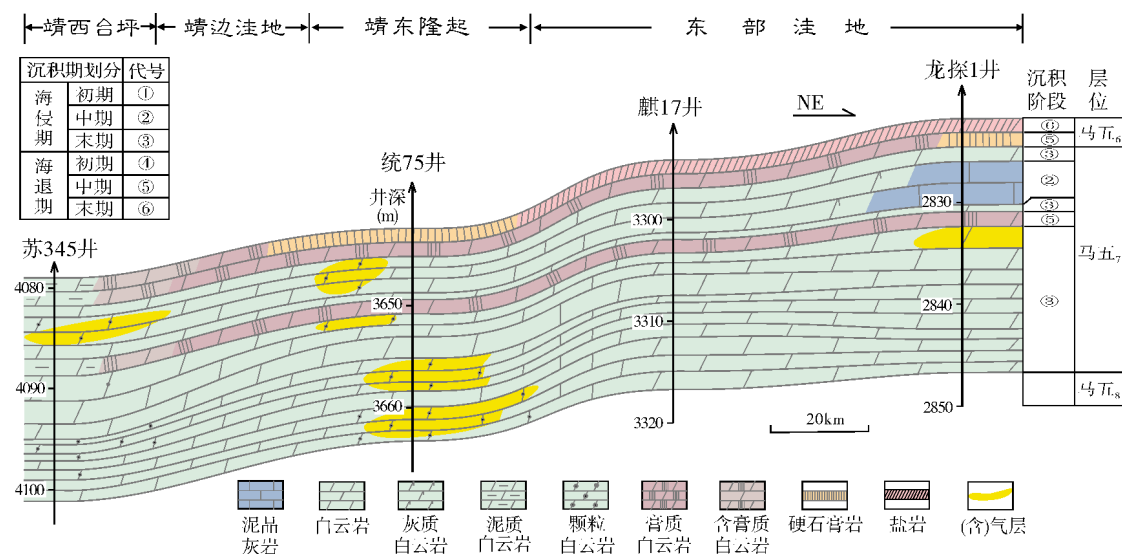 靖西台坪 靖边洼地 靖东隆起 东部洼地
沉积期划分 代号
海侵期 初期 ①
中期 ②
末期 ③
海退期 初期 ④
中期 ⑤
末期 ⑥
苏345井
统75井
井深
(m)
麒17井
NE
龙探1井
沉积阶段 层位
⑥ 马五6
⑤
③
②
③
⑤
马五7
③
马五8
4080
4090
4100
3650
3660
3300
3310
3320
2830
2840
2850
20km
泥晶灰岩
白云岩
灰质白云岩
泥质白云岩
颗粒白云岩
膏质白云岩
含膏质白云岩
硬石膏岩
盐岩
(含)气层